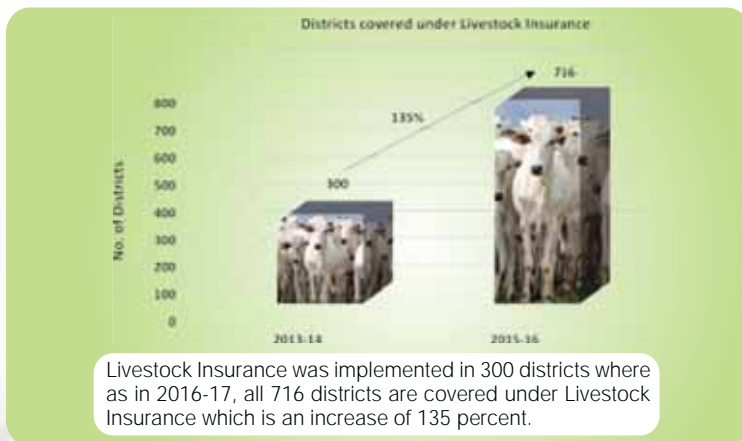 Districts covered under Livestock Insurance
716
800
700
135%
600
500
300
400
300
200
100
0
No. of Districts
2013-14
2015-16
Livestock Insurance was implemented in 300 districts where
as in 2016-17, all 716 districts are covered under Livestock
Insurance which is an increase of 135 percent.